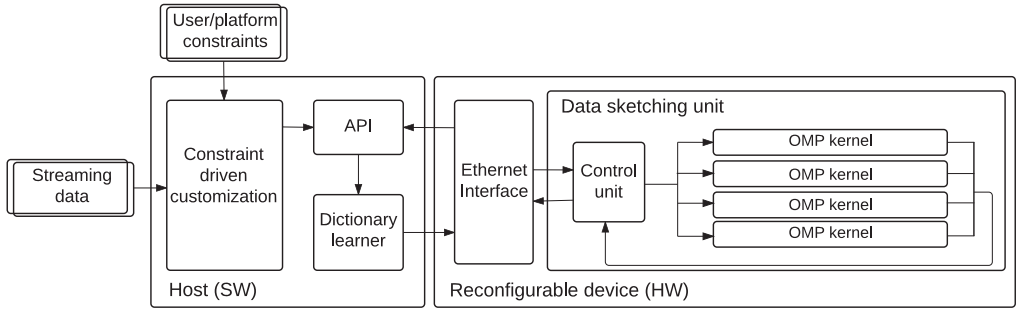 User/platform
constraints
Streaming
data
Constraint
driven
customization
API
Dictionary
learner
Host (SW)
Ethernet
Interface
Data sketching unit
Control
unit
OMP kernel
OMP kernel
OMP kernel
OMP kernel
Reconfigurable device (HW)